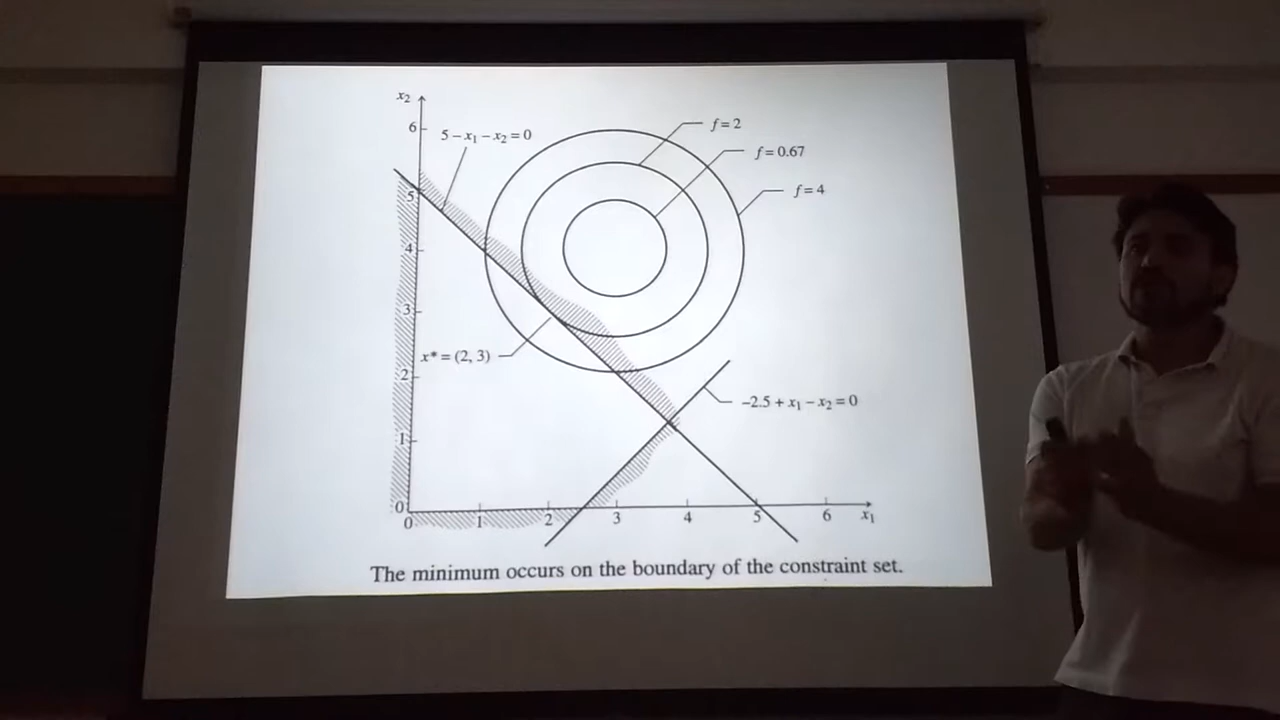 x₂
6
5 − x₁ − x₂ = 0
f = 2
f = 0.67
f = 4
5
4
3
x* = (2, 3)
2
−2.5 + x₁ − x₂ = 0
1
0
0 1 2 3 4 5 6 x₁
The minimum occurs on the boundary of the constraint set.